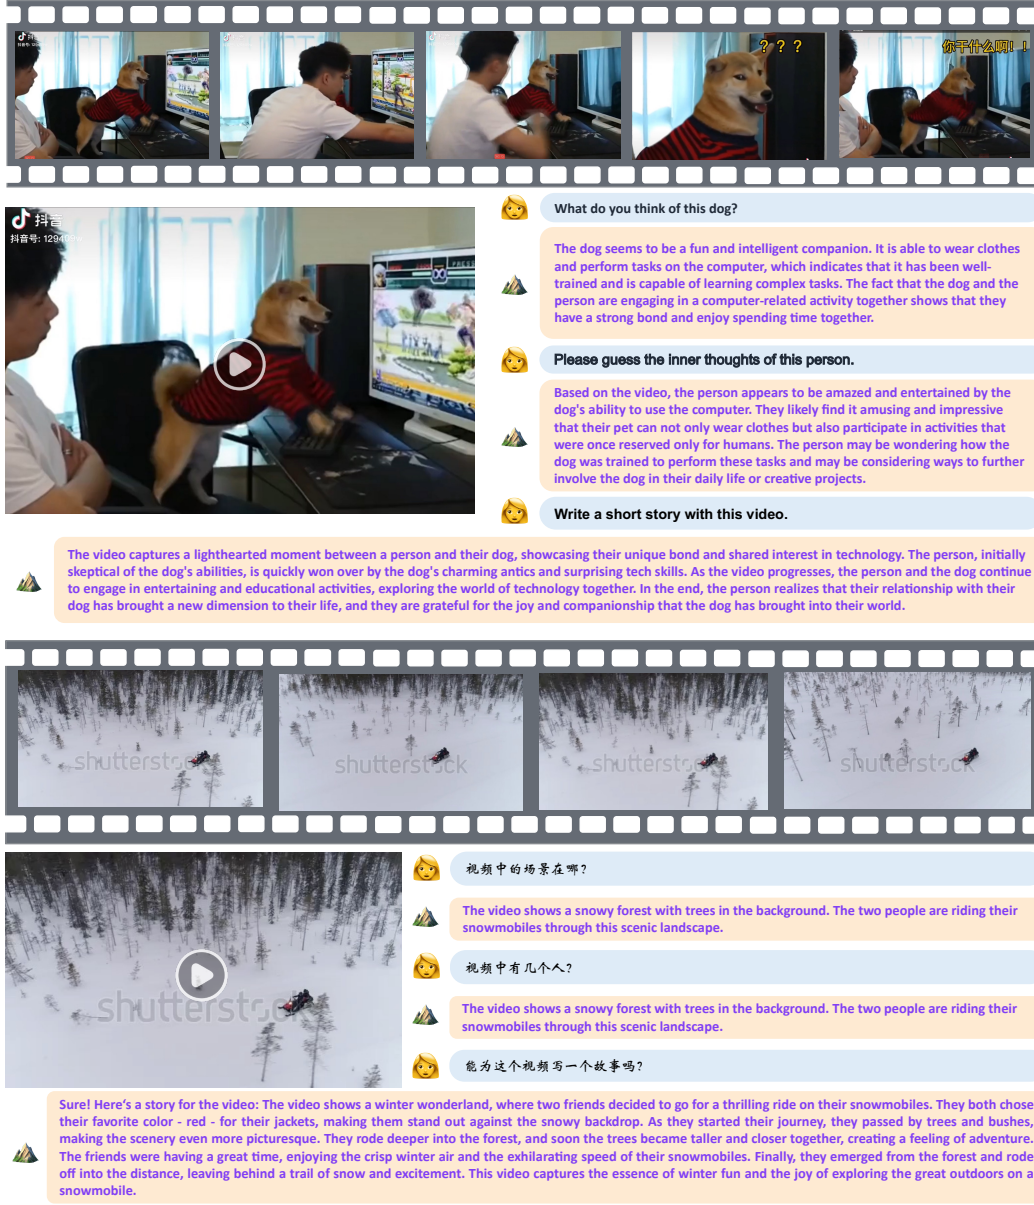 抖音
? ? ?
你干什么啊！！
抖音
抖音号: 129
What do you think of this dog?
The dog seems to be a fun and intelligent companion. It is able to wear clothes
and perform tasks on the computer, which indicates that it has been well-
trained and is capable of learning complex tasks. The fact that the dog and the
person are engaging in a computer-related activity together shows that they
have a strong bond and enjoy spending time together.
Please guess the inner thoughts of this person.
Based on the video, the person appears to be amazed and entertained by the
dog's ability to use the computer. They likely find it amusing and impressive
that their pet can not only wear clothes but also participate in activities that
were once reserved only for humans. The person may be wondering how the
dog was trained to perform these tasks and may be considering ways to further
involve the dog in their daily life or creative projects.
Write a short story with this video.
The video captures a lighthearted moment between a person and their dog, showcasing their unique bond and shared interest in technology. The person, initially
skeptical of the dog's abilities, is quickly won over by the dog's charming antics and surprising tech skills. As the video progresses, the person and the dog continue
to engage in entertaining and educational activities, exploring the world of technology together. In the end, the person realizes that their relationship with their
dog has brought a new dimension to their life, and they are grateful for the joy and companionship that the dog has brought into their world.
shutterstock
shutterstock
shutterstock
shutterstock
shutterstock
视频中的场景在哪?
The video shows a snowy forest with trees in the background. The two people are riding their
snowmobiles through this scenic landscape.
视频中有几个人?
The video shows a snowy forest with trees in the background. The two people are riding their
snowmobiles through this scenic landscape.
能为这个视频写一个故事吗?
Sure! Here's a story for the video: The video shows a winter wonderland, where two friends decided to go for a thrilling ride on their snowmobiles. They both chose
their favorite color - red - for their jackets, making them stand out against the snowy backdrop. As they started their journey, they passed by trees and bushes,
making the scenery even more picturesque. They rode deeper into the forest, and soon the trees became taller and closer together, creating a feeling of adventure.
The friends were having a great time, enjoying the crisp winter air and the exhilarating speed of their snowmobiles. Finally, they emerged from the forest and rode
off into the distance, leaving behind a trail of snow and excitement. This video captures the essence of winter fun and the joy of exploring the great outdoors on a
snowmobile.